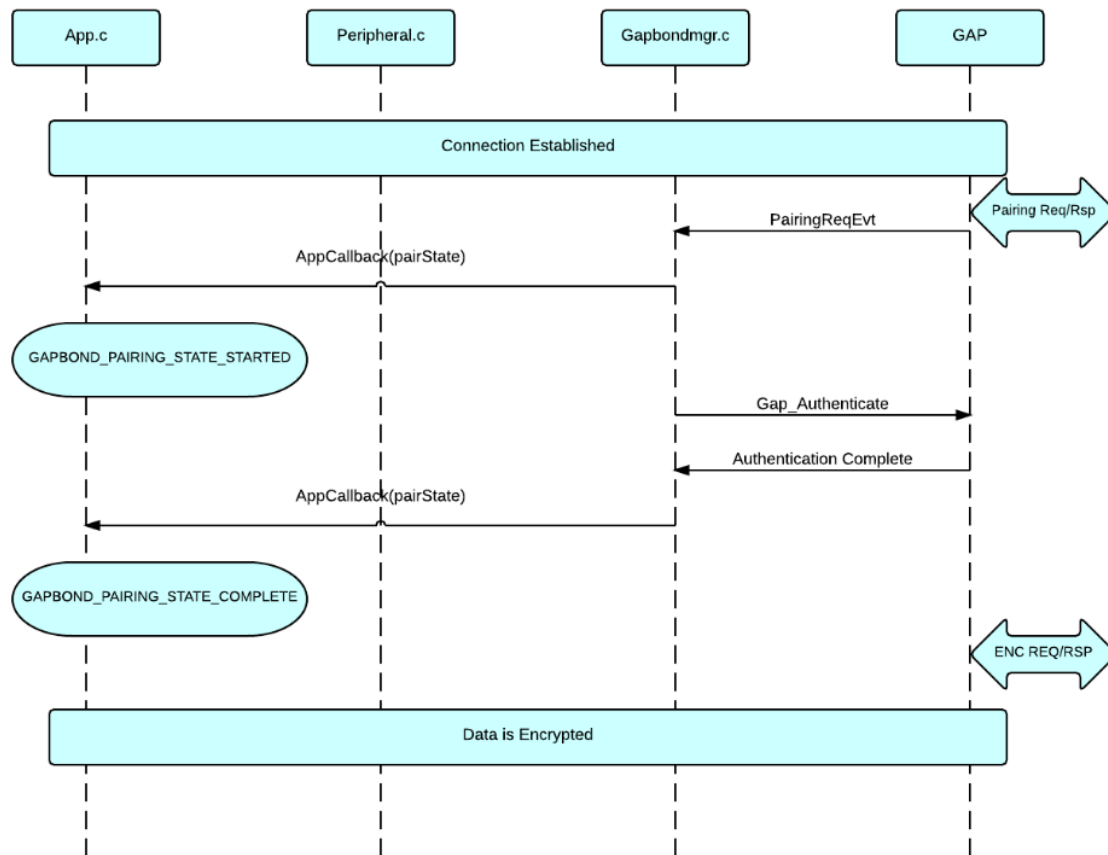 App.c
Peripheral.c
Gapbondmgr.c
GAP
Connection Established
Pairing Req/Rsp
PairingReqEvt
AppCallback(pairState)
GAPBOND_PAIRING_STATE_STARTED
Gap_Authenticate
Authentication Complete
AppCallback(pairState)
GAPBOND_PAIRING_STATE_COMPLETE
ENC REQ/RSP
Data is Encrypted